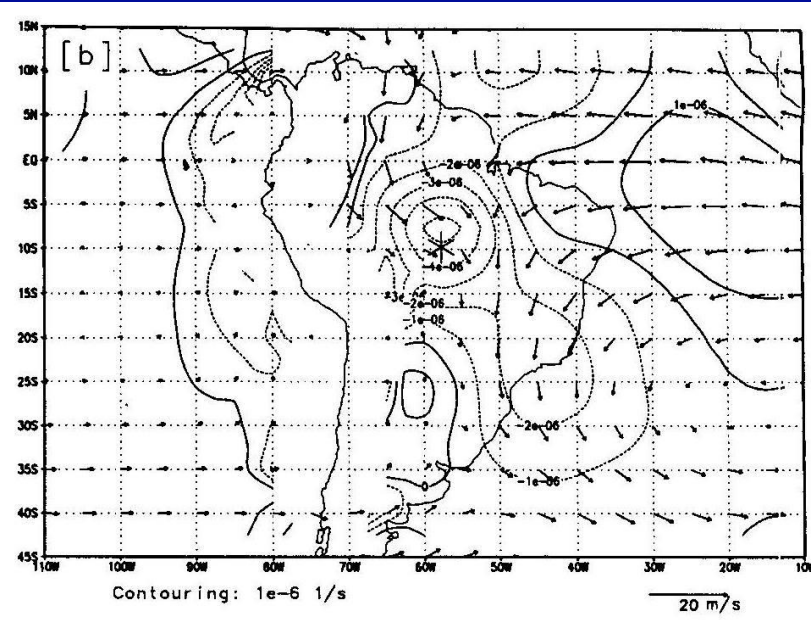 15N
[b]
10N
5N
1e-06
EQ
-2e-06
-3e-06
5S
10S
-4e-06
15S
-2e-06
-1e-06
20S
25S
-2e-06
30S
35S
-1e-06
0
40S
45S
110W 100W 90W 80W 70W 60W 50W 40W 30W 20W
Contouring: 1e-6 1/s
20 m/s